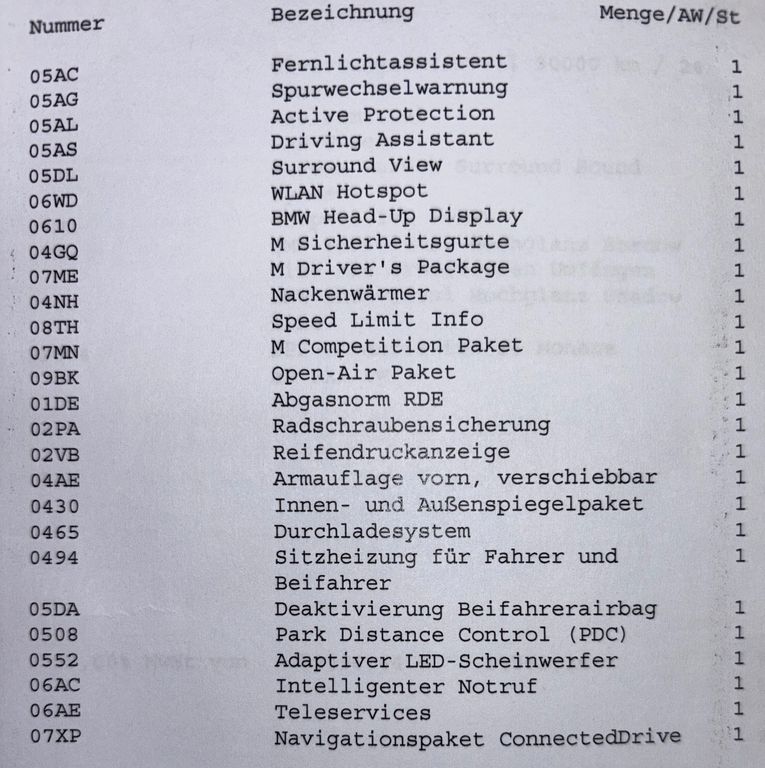 Nummer Bezeichnung Menge/AW/St
05AC Fernlichtassistent 1
05AG Spurwechselwarnung 1
05AL Active Protection 1
05AS Driving Assistant 1
05DL Surround View 1
06WD WLAN Hotspot 1
0610 BMW Head-Up Display 1
04GQ M Sicherheitsgurte 1
07ME M Driver's Package 1
04NH Nackenwärmer 1
08TH Speed Limit Info 1
07MN M Competition Paket 1
09BK Open-Air Paket 1
01DE Abgasnorm RDE 1
02PA Radschraubensicherung 1
02VB Reifendruckanzeige 1
04AE Armauflage vorn, verschiebbar 1
0430 Innen- und Außenspiegelpaket 1
0465 Durchladesystem 1
0494 Sitzheizung für Fahrer und 1
Beifahrer
05DA Deaktivierung Beifahrerairbag 1
0508 Park Distance Control (PDC) 1
0552 Adaptiver LED-Scheinwerfer 1
06AC Intelligenter Notruf 1
06AE Teleservices 1
07XP Navigationspaket ConnectedDrive 1